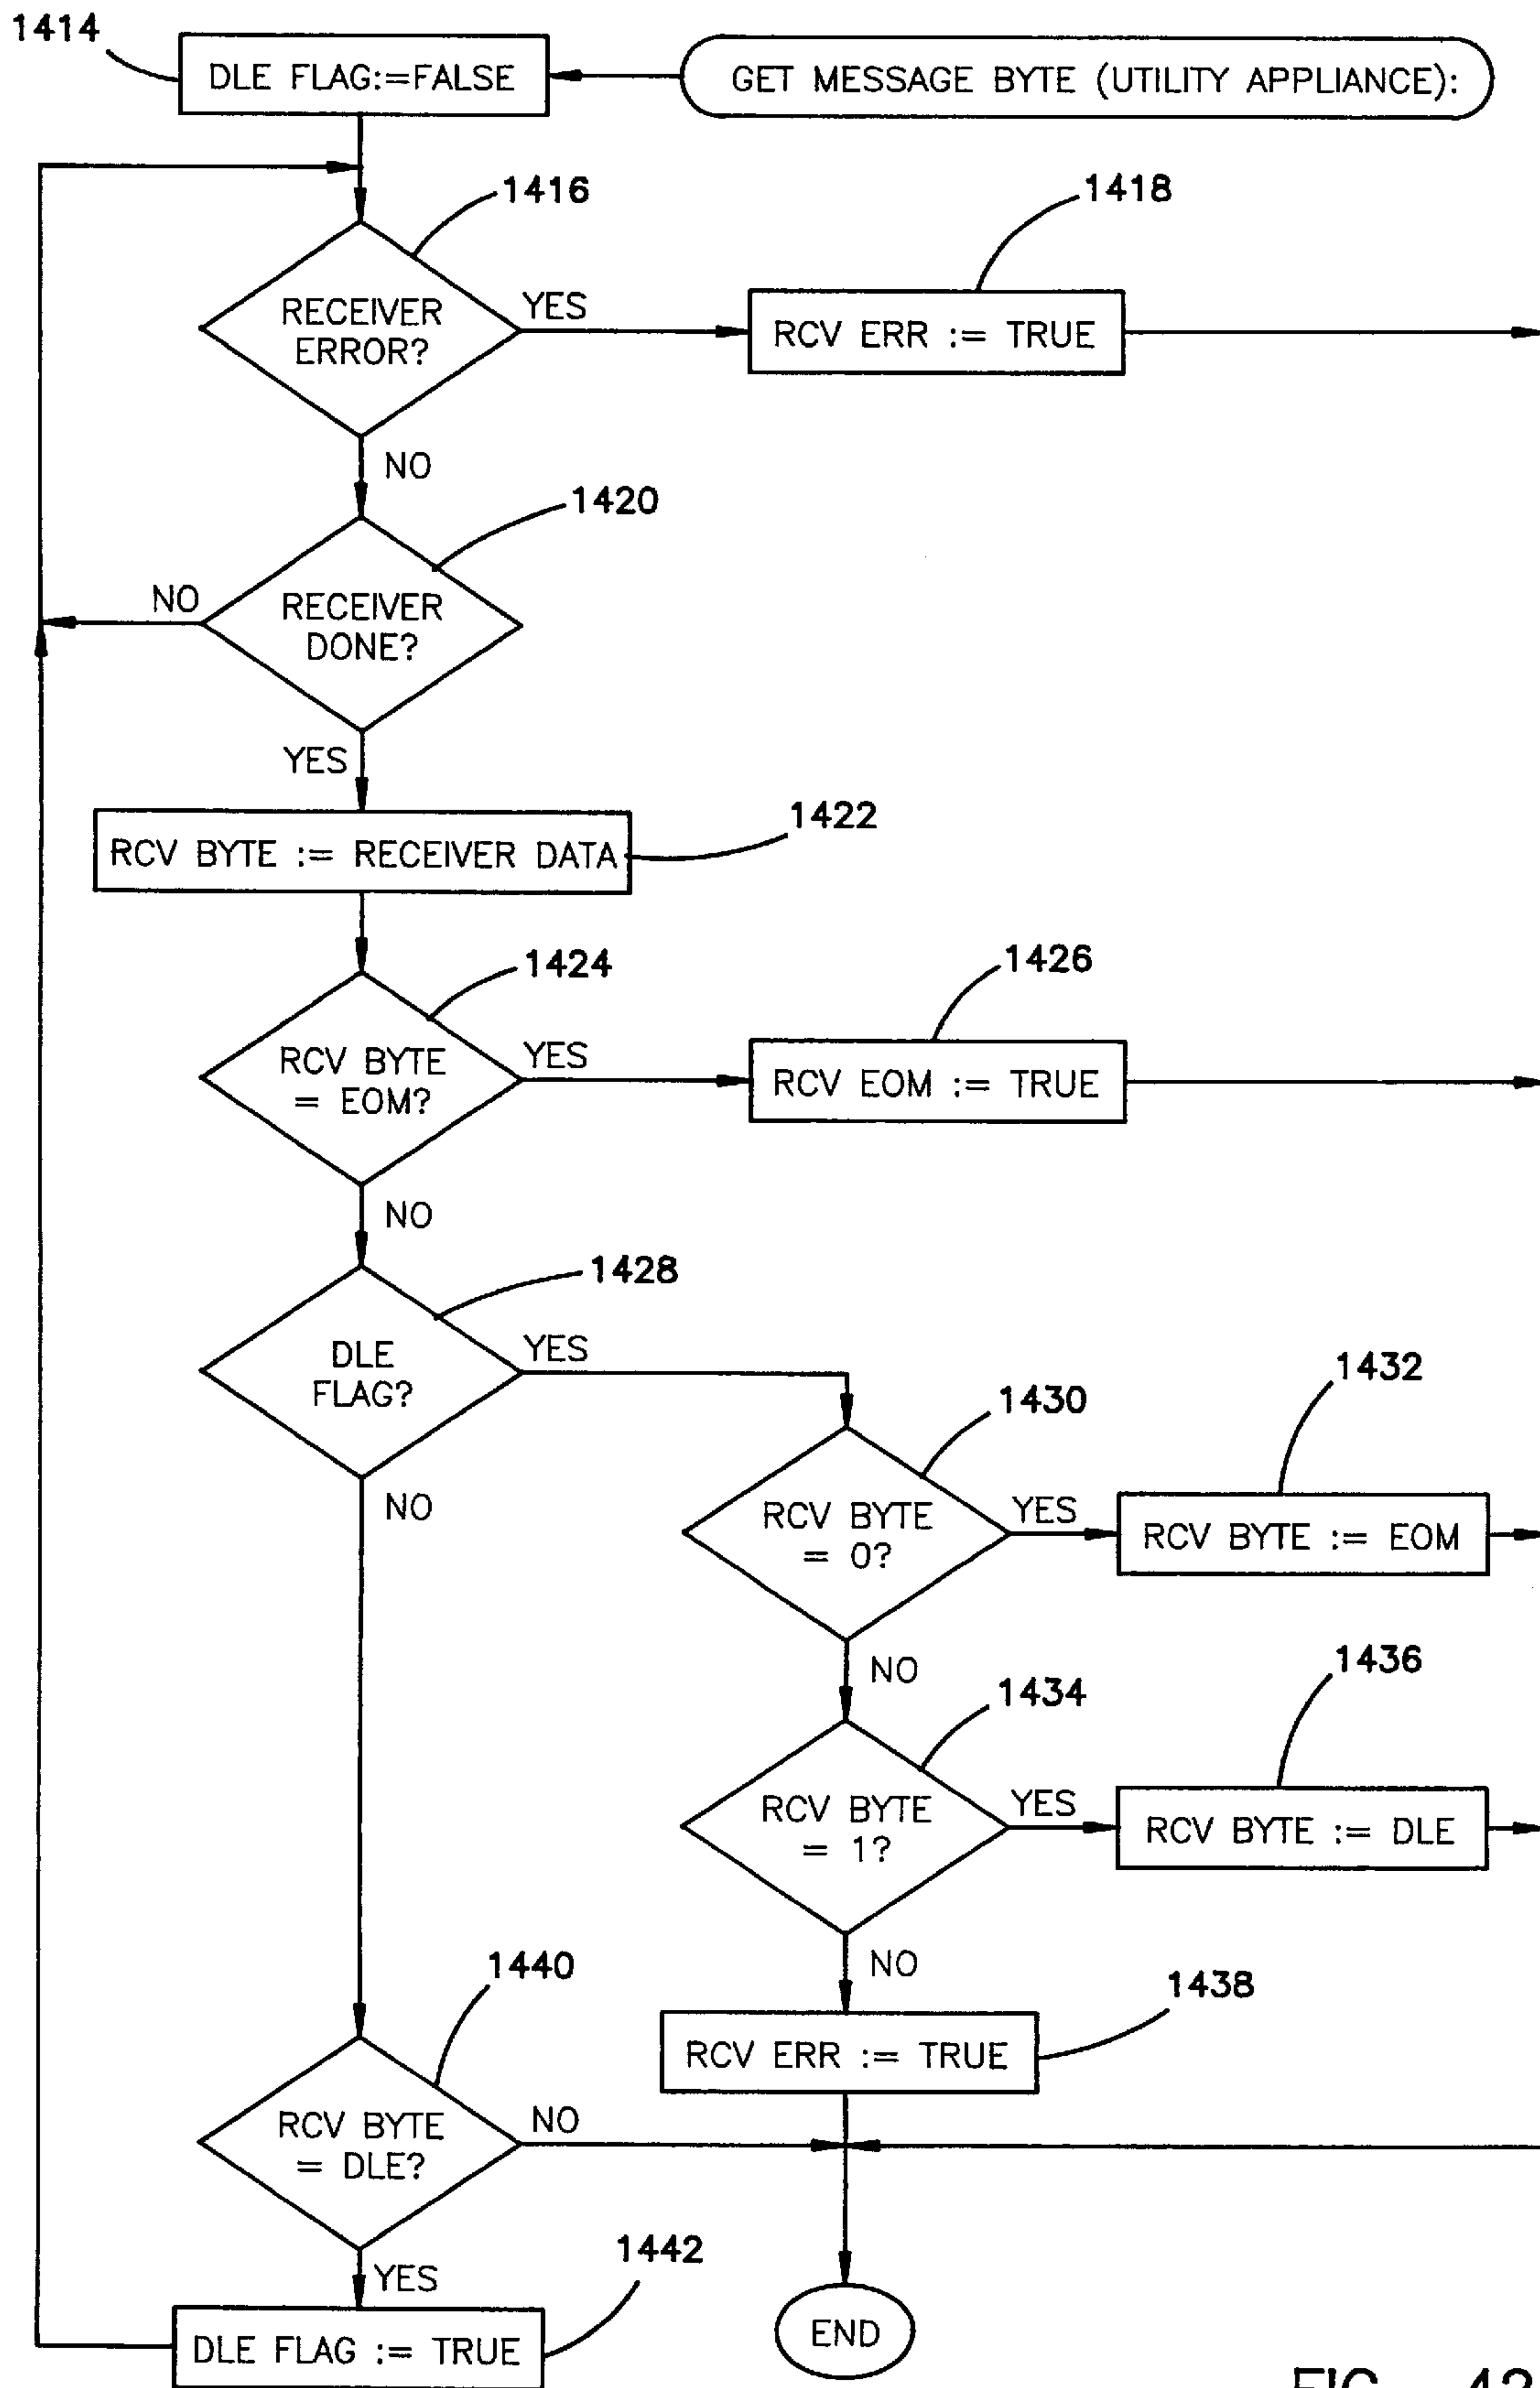 1414
DLE FLAG:=FALSE
GET MESSAGE BYTE (UTILITY APPLIANCE):
1416
1418
RECEIVER
ERROR?
YES
RCV ERR := TRUE
NO
1420
NO
RECEIVER
DONE?
YES
1422
RCV BYTE := RECEIVER DATA
1424
1426
RCV BYTE
= EOM?
YES
RCV EOM := TRUE
NO
1428
DLE
FLAG?
YES
1430
1432
NO
RCV BYTE
= 0?
YES
RCV BYTE := EOM
NO
1434
1436
RCV BYTE
= 1?
YES
RCV BYTE := DLE
NO
1440
1438
RCV ERR := TRUE
RCV BYTE
= DLE?
NO
YES
1442
DLE FLAG := TRUE
END
FIG. 42